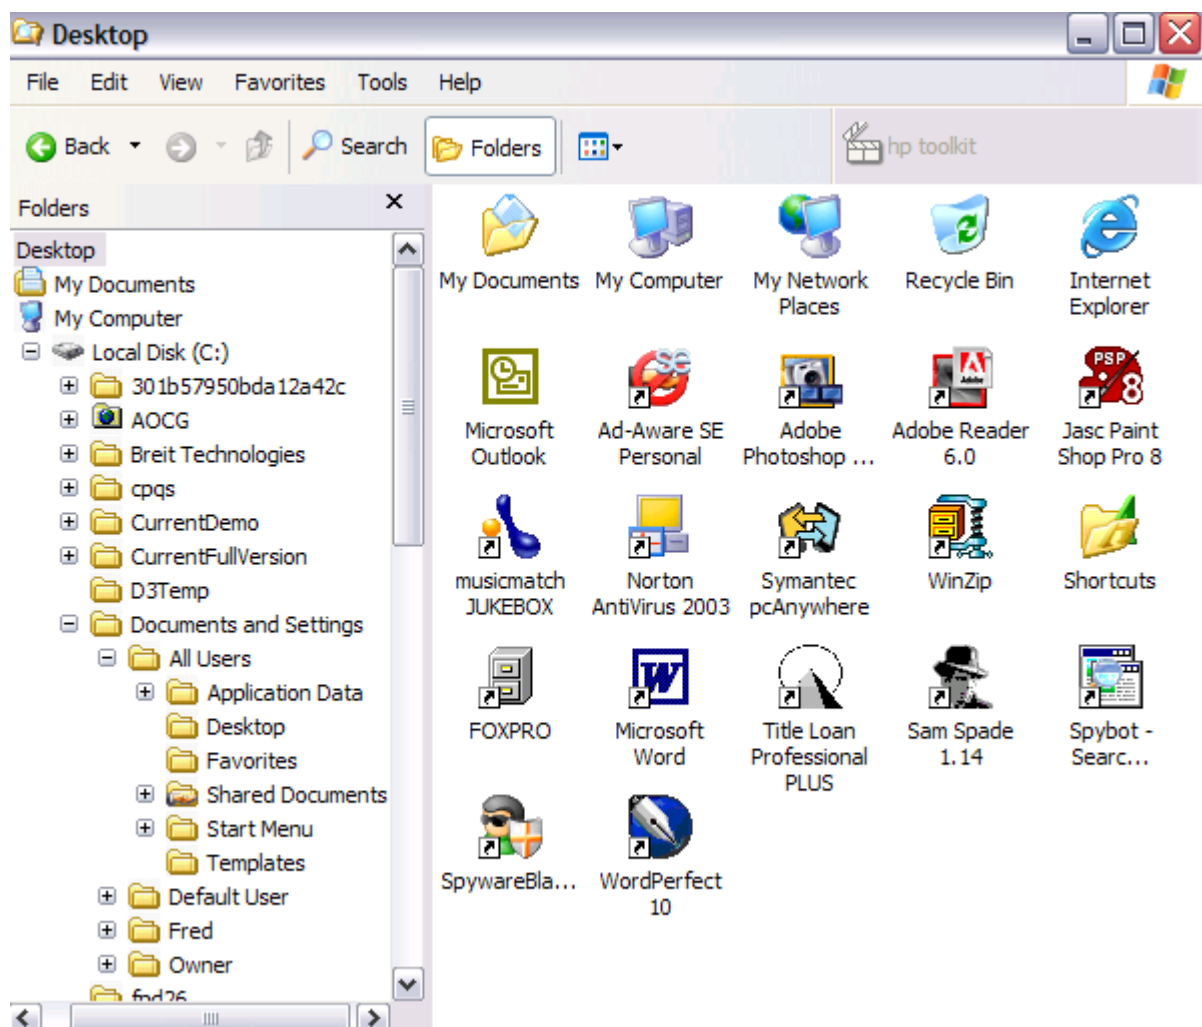 Desktop
File Edit View Favorites Tools Help
Back Search Folders hp toolkit
Folders
Desktop
My Documents
My Computer
Local Disk (C:)
301b57950bda12a42c
AOCG
Breit Technologies
cpqs
CurrentDemo
CurrentFullVersion
D3Temp
Documents and Settings
All Users
Application Data
Desktop
Favorites
Shared Documents
Start Menu
Templates
Default User
Fred
Owner
My Documents
My Computer
My Network
Places
Recycle Bin
Internet
Explorer
Microsoft
Outlook
SE
Ad-Aware SE
Personal
Adobe
Photoshop ...
Adobe
Adobe Reader
6.0
PSP
8
Jasc Paint
Shop Pro 8
musicmatch
JUKEBOX
Norton
AntiVirus 2003
Symantec
pcAnywhere
WinZip
Shortcuts
FOXPRO
W
Microsoft
Word
Title Loan
Professional
PLUS
Sam Spade
1.14
Spybot -
Searc...
SpywareBla...
WordPerfect
10